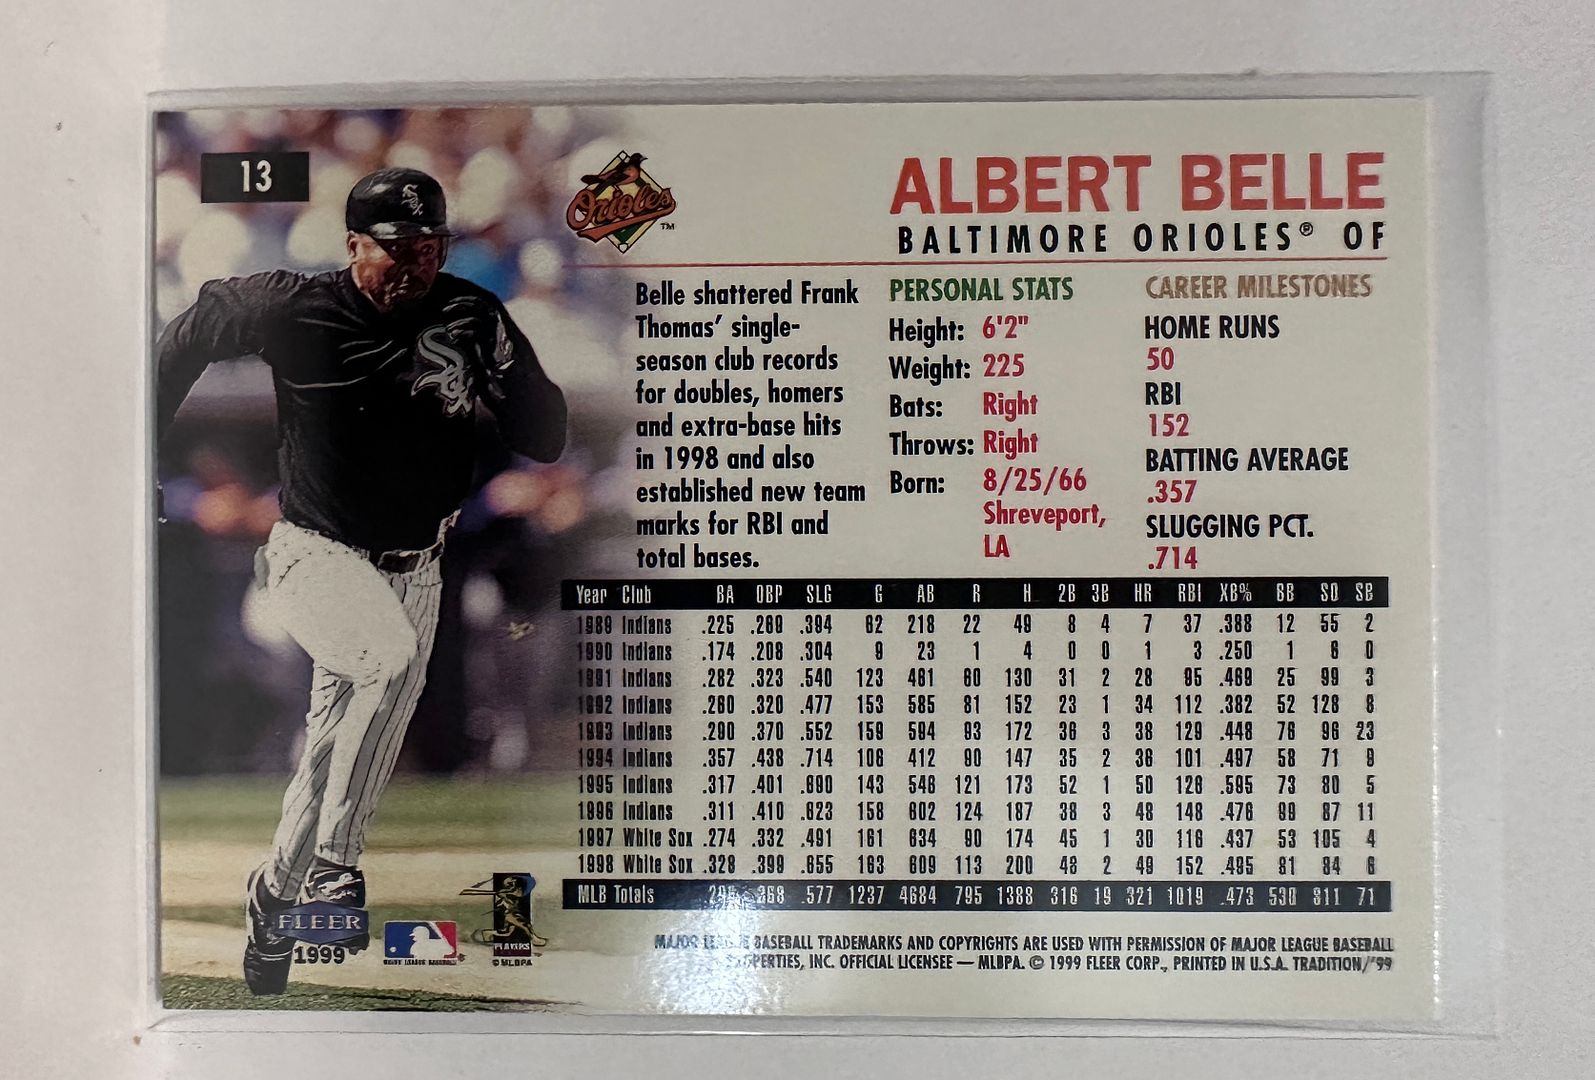 13
Orioles™
ALBERT BELLE
BALTIMORE ORIOLES® OF
Belle shattered Frank
Thomas' single-
season club records
for doubles, homers
and extra-base hits
in 1998 and also
established new team
marks for RBI and
total bases.
PERSONAL STATS
Height: 6'2"
Weight: 225
Bats: Right
Throws: Right
Born: 8/25/66
Shreveport,
LA
CAREER MILESTONES
HOME RUNS
50
RBI
152
BATTING AVERAGE
.357
SLUGGING PCT.
.714
Year Club BA OBP SLG G AB R H 2B 3B HR RBI XB% BB SO SB
1989 Indians .225 .269 .394 62 218 22 49 8 4 7 37 .388 12 55 2
1990 Indians .174 .208 .304 9 23 1 4 0 0 1 3 .250 1 6 0
1991 Indians .282 .323 .540 123 461 60 130 31 2 28 95 .469 25 99 3
1992 Indians .260 .320 .477 153 585 81 152 23 1 34 112 .382 52 128 8
1993 Indians .290 .370 .552 159 594 93 172 36 3 38 129 .448 76 96 23
1994 Indians .357 .438 .714 106 412 90 147 35 2 36 101 .497 58 71 9
1995 Indians .317 .401 .690 143 546 121 173 52 1 50 126 .595 73 80 5
1996 Indians .311 .410 .623 158 602 124 187 38 3 48 148 .476 99 87 11
1997 White Sox .274 .332 .491 161 634 90 174 45 1 30 116 .437 53 105 4
1998 White Sox .328 .399 .655 163 609 113 200 48 2 49 152 .495 81 84 6
MLB Totals .368 .577 1237 4684 795 1388 316 19 321 1019 .473 530 811 71
FLEER
1999
PLAYERS
© MLBPA
MAJOR LEAGUE BASEBALL TRADEMARKS AND COPYRIGHTS ARE USED WITH PERMISSION OF MAJOR LEAGUE BASEBALL
PROPERTIES, INC. OFFICIAL LICENSEE — MLBPA. © 1999 FLEER CORP., PRINTED IN U.S.A. TRADITION/'99